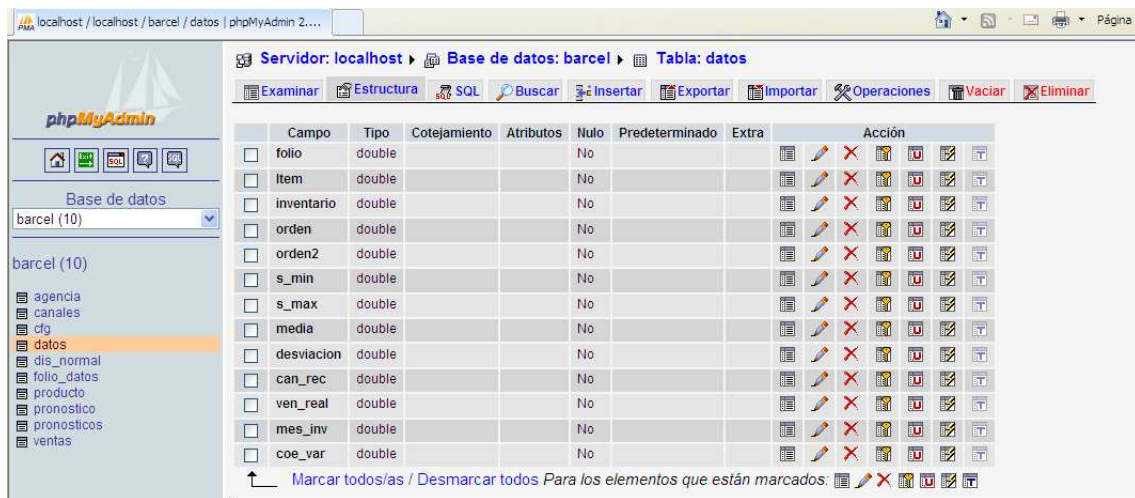 localhost / localhost / barcel / datos | phpMyAdmin 2....
Página
phpMyAdmin
Base de datos
barcel (10)
barcel (10)
agencia
canales
cfg
datos
dis_normal
folio_datos
producto
pronostico
pronosticos
ventas
Servidor: localhost Base de datos: barcel Tabla: datos
Examinar Estructura SQL Buscar Insertar Exportar Importar Operaciones Vaciar Eliminar
Campo Tipo Cotejamiento Atributos Nulo Predeterminado Extra Acción
folio double No
Item double No
inventario double No
orden double No
orden2 double No
s_min double No
s_max double No
media double No
desviacion double No
can_rec double No
ven_real double No
mes_inv double No
coe_var double No
Marcar todos/as / Desmarcar todos Para los elementos que están marcados: